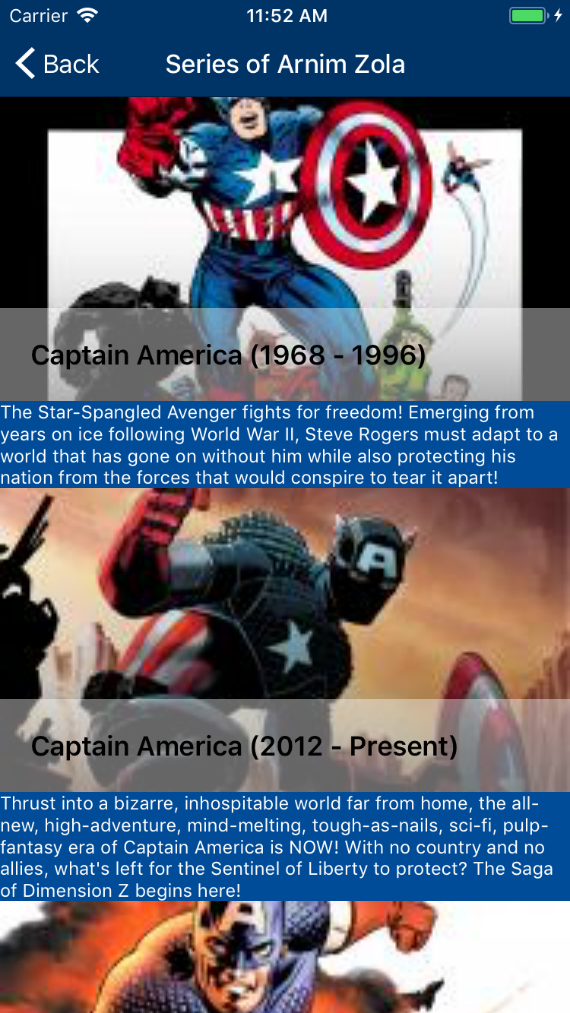 Carrier 11:52 AM
Back Series of Arnim Zola
Captain America (1968 - 1996)
The Star-Spangled Avenger fights for freedom! Emerging from
years on ice following World War II, Steve Rogers must adapt to a
world that has gone on without him while also protecting his
nation from the forces that would conspire to tear it apart!
A
Captain America (2012 - Present)
Thrust into a bizarre, inhospitable world far from home, the all-
new, high-adventure, mind-melting, tough-as-nails, sci-fi, pulp-
fantasy era of Captain America is NOW! With no country and no
allies, what's left for the Sentinel of Liberty to protect? The Saga
of Dimension Z begins here!